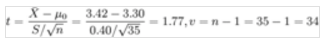 t = (X̄ − μ₀) / (S/√n) = (3.42 − 3.30) / (0.40/√35) = 1.77, υ = n − 1 = 35 − 1 = 34